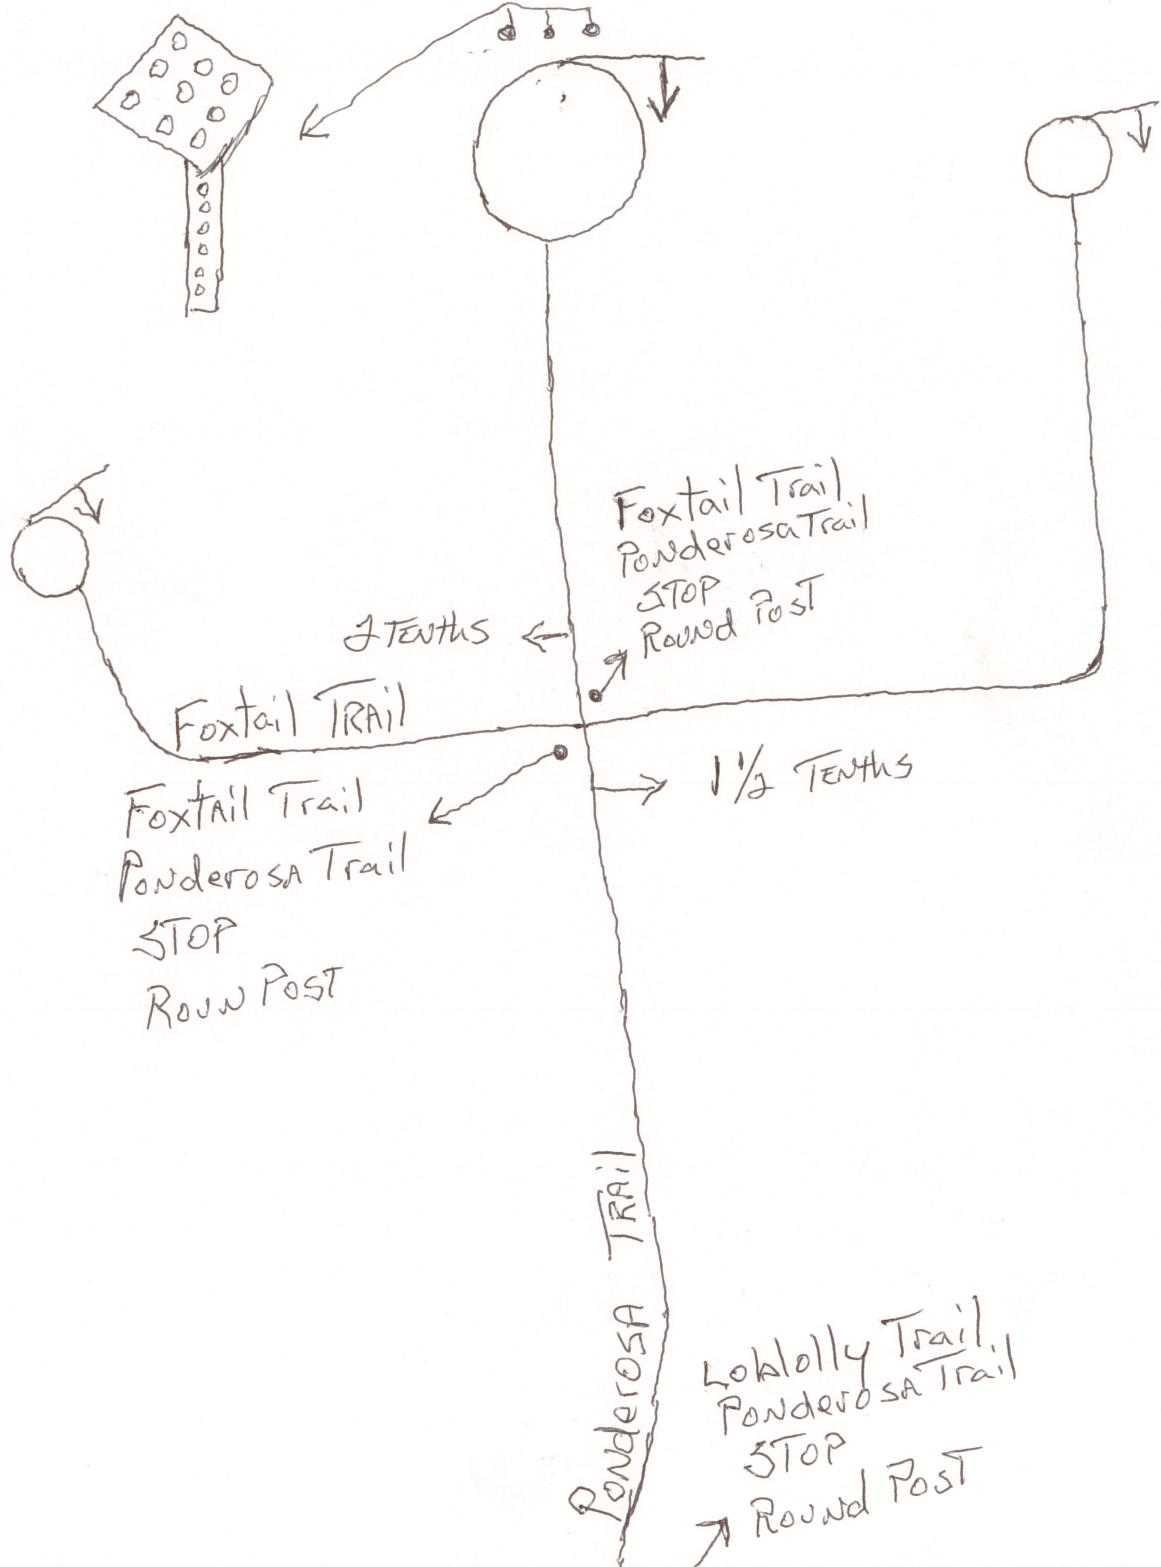 Foxtail Trail
Ponderosa Trail
STOP
Round Post
2 Tenths
Foxtail Trail
1 1/2 Tenths
Foxtail Trail
Ponderosa Trail
STOP
Roun Post
Ponderosa Trail
Loblolly Trail
Ponderosa Trail
STOP
Round Post